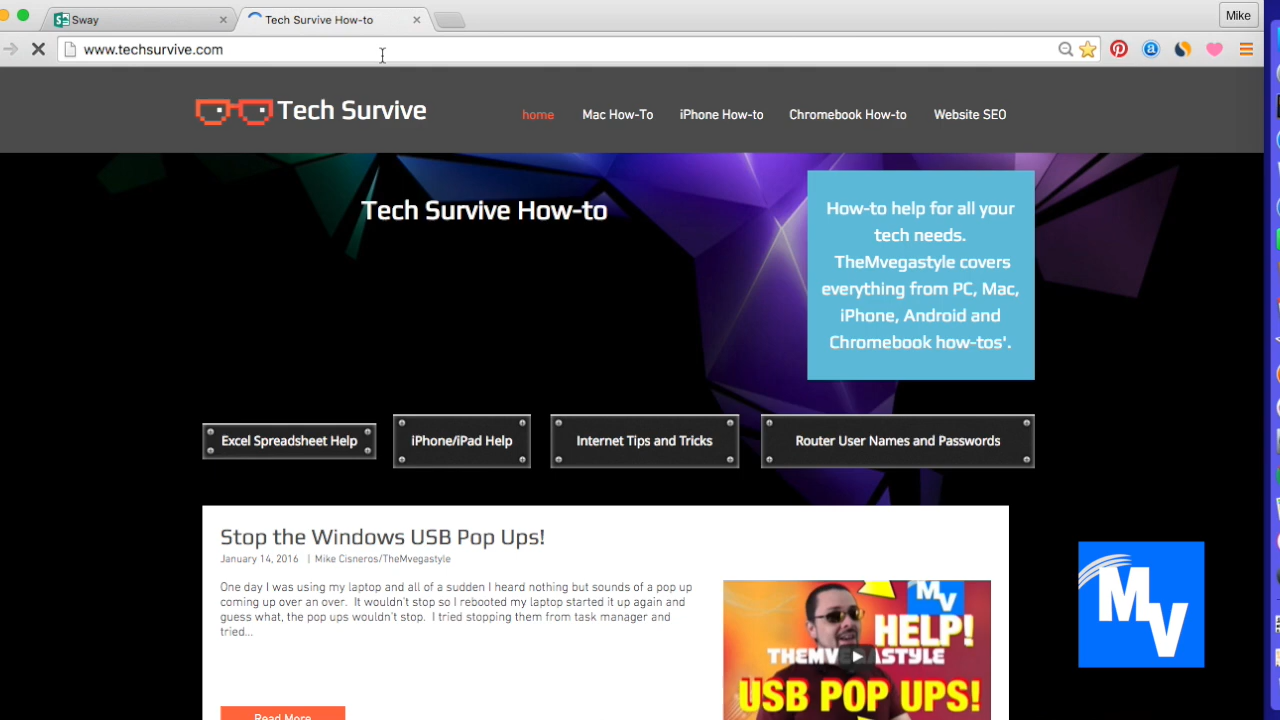 Sway
Tech Survive How-to
Mike
www.techsurvive.com
Tech Survive
home
Mac How-To
iPhone How-to
Chromebook How-to
Website SEO
Tech Survive How-to
How-to help for all your
tech needs.
TheMvegastyle covers
everything from PC, Mac,
iPhone, Android and
Chromebook how-tos'.
Excel Spreadsheet Help
iPhone/iPad Help
Internet Tips and Tricks
Router User Names and Passwords
Stop the Windows USB Pop Ups!
January 14, 2016 | Mike Cisneros/TheMvegastyle
One day I was using my laptop and all of a sudden I heard nothing but sounds of a pop up
coming up over an over. It wouldn't stop so I rebooted my laptop started it up again and
guess what, the pop ups wouldn't stop. I tried stopping them from task manager and
tried...
Read More
MV
HELP!
THEMVEGASTYLE
USB POP UPS!
MV